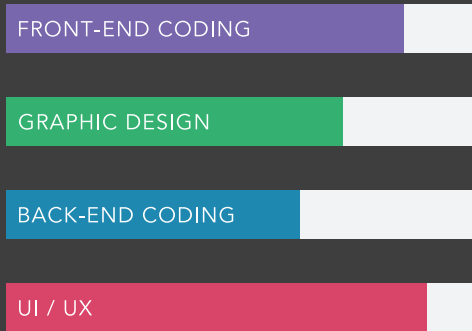 FRONT-END CODING
GRAPHIC DESIGN
BACK-END CODING
UI / UX